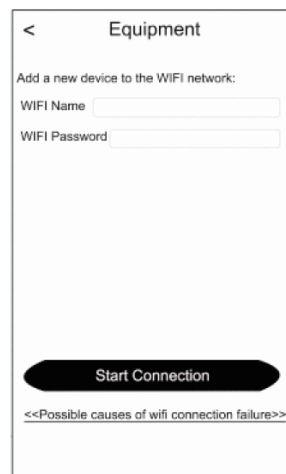 < Equipment
Add a new device to the WIFI network:
WIFI Name
WIFI Password
Start Connection
<<Possible causes of wifi connection failure>>